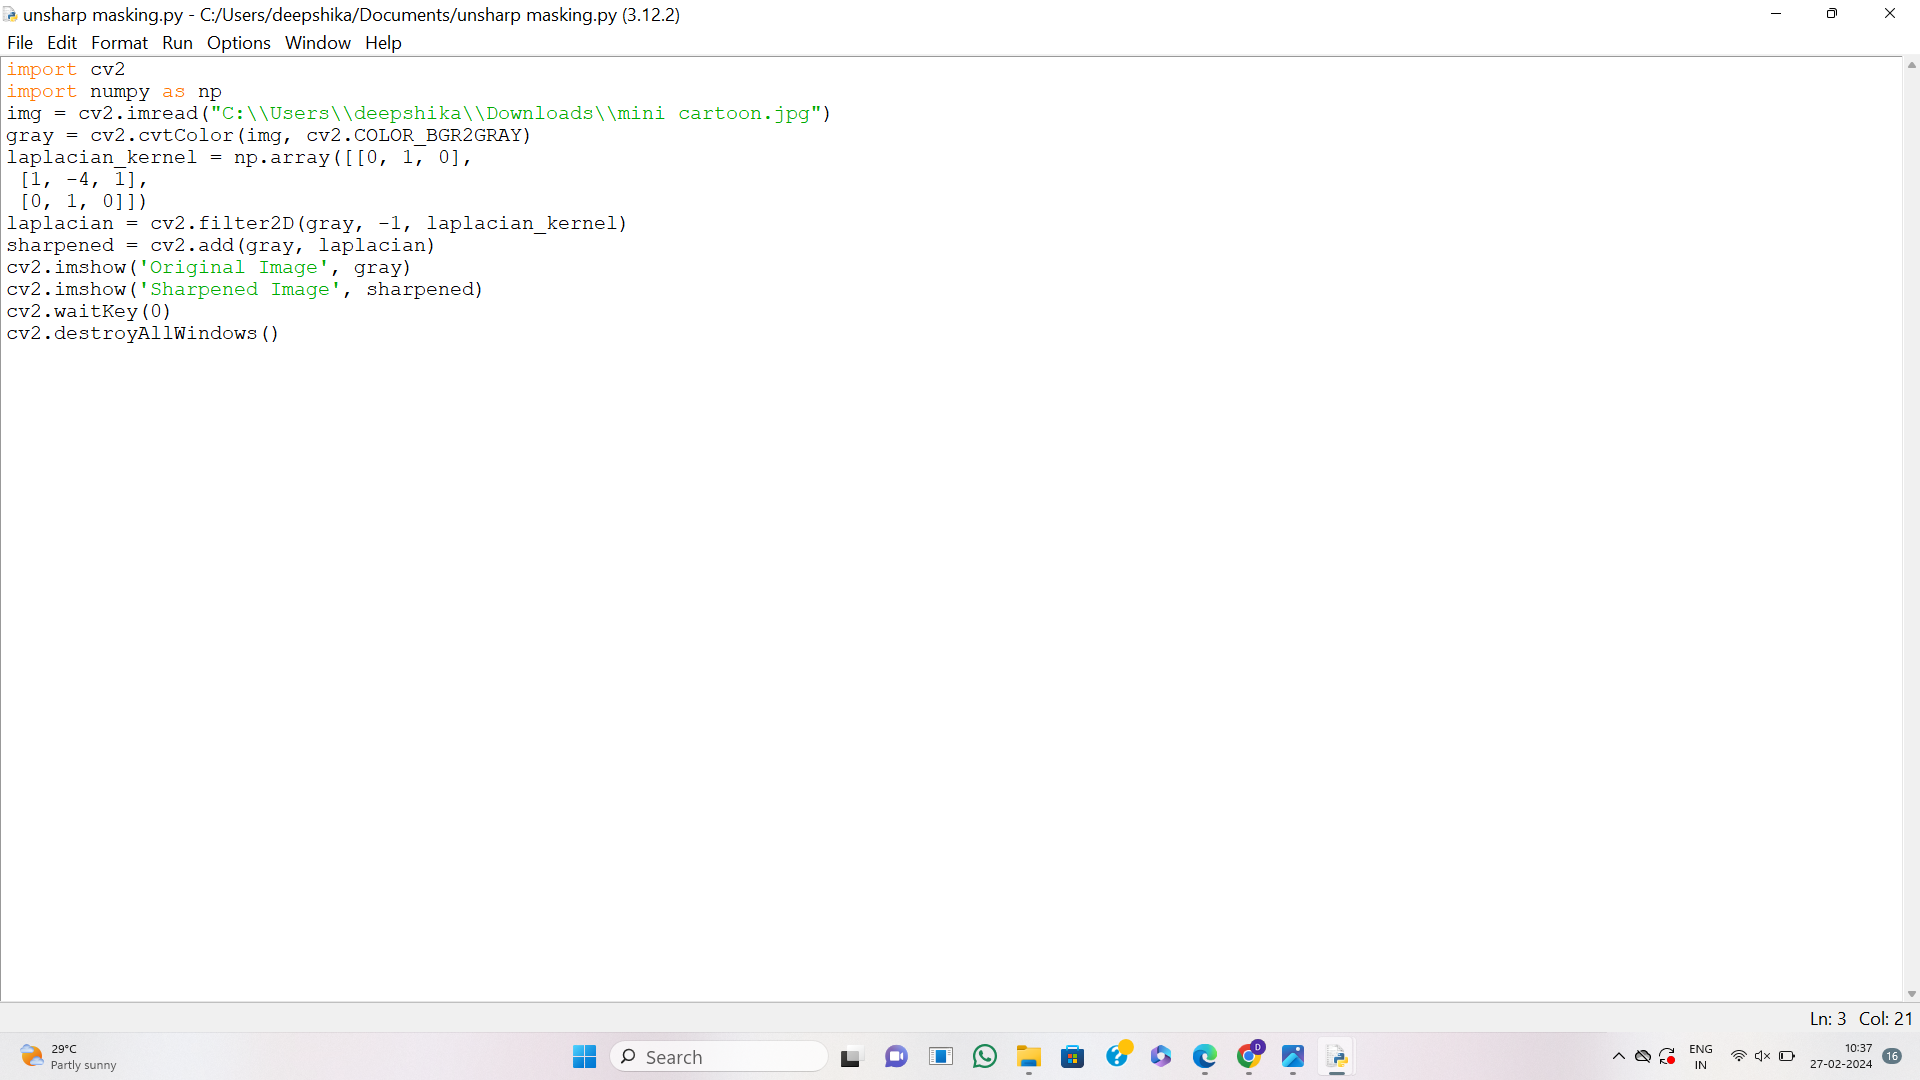 unsharp masking.py - C:/Users/deepshika/Documents/unsharp masking.py (3.12.2)
File Edit Format Run Options Window Help
import cv2
import numpy as np
img = cv2.imread("C:\\Users\\deepshika\\Downloads\\mini cartoon.jpg")
gray = cv2.cvtColor(img, cv2.COLOR_BGR2GRAY)
laplacian_kernel = np.array([[0, 1, 0],
 [1, -4, 1],
 [0, 1, 0]])
laplacian = cv2.filter2D(gray, -1, laplacian_kernel)
sharpened = cv2.add(gray, laplacian)
cv2.imshow('Original Image', gray)
cv2.imshow('Sharpened Image', sharpened)
cv2.waitKey(0)
cv2.destroyAllWindows()
Ln: 3 Col: 21
29°C
Partly sunny
Search
D
ENG
IN
10:37
27-02-2024
16